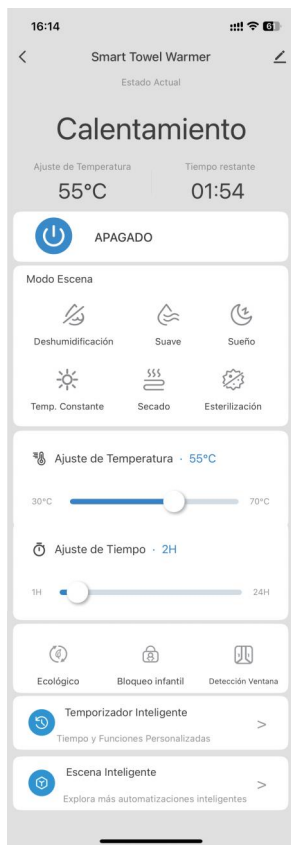 16:14
6
Smart Towel Warmer
Estado Actual
Calentamiento
Ajuste de Temperatura
Tiempo restante
55°C
01:54
APAGADO
Modo Escena
Deshumidificación
Suave
Sueño
Temp. Constante
Secado
Esterilización
Ajuste de Temperatura · 55°C
30°C
70°C
Ajuste de Tiempo · 2H
1H
24H
Ecológico
Bloqueo infantil
Detección Ventana
Temporizador Inteligente
Tiempo y Funciones Personalizadas
Escena Inteligente
Explora más automatizaciones inteligentes